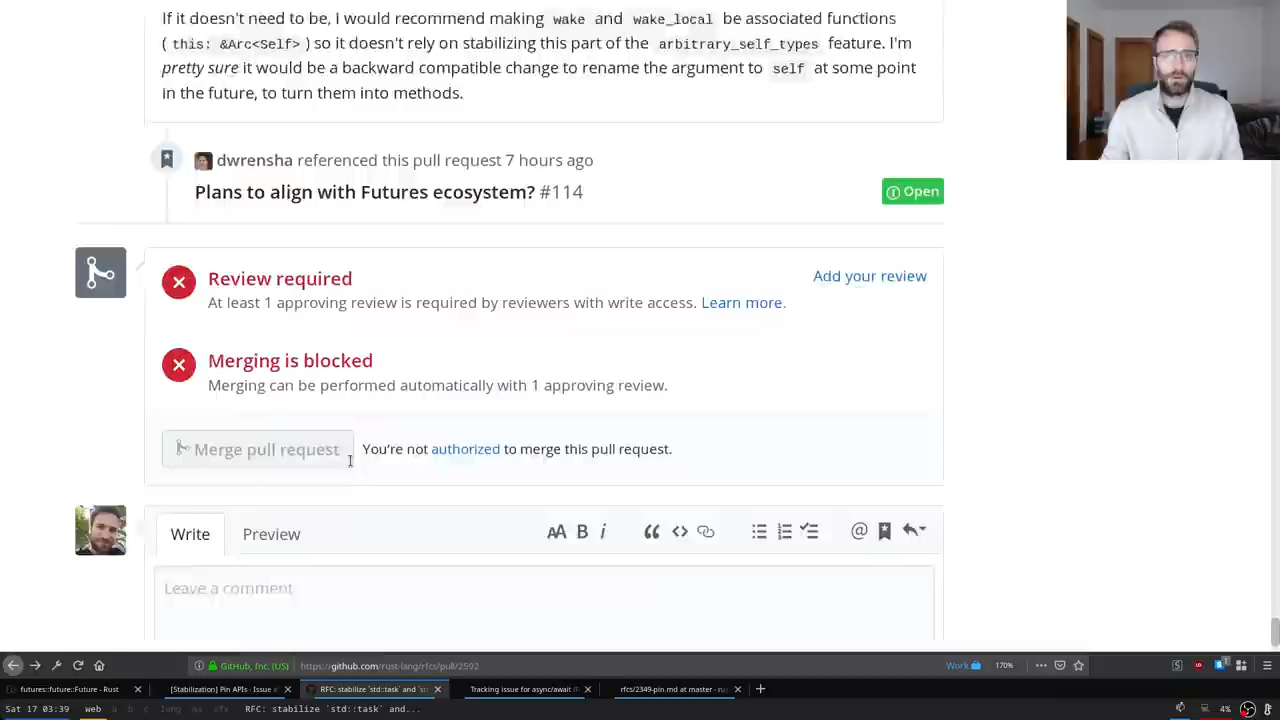 If it doesn't need to be, I would recommend making wake and wake_local be associated functions
( this: &Arc<Self> ) so it doesn't rely on stabilizing this part of the arbitrary_self_types feature. I'm
pretty sure it would be a backward compatible change to rename the argument to self at some point
in the future, to turn them into methods.
dwrensha referenced this pull request 7 hours ago
Plans to align with Futures ecosystem? #114
Open
Review required
Add your review
At least 1 approving review is required by reviewers with write access. Learn more.
Merging is blocked
Merging can be performed automatically with 1 approving review.
Merge pull request
You're not authorized to merge this pull request.
Write
Preview
AA B i
Leave a comment
GitHub, Inc. (US)
https://github.com/rust-lang/rfcs/pull/2592
Work
170%
futures::future::Future - Rust
[Stabilization] Pin APIs · Issue
RFC: stabilize `std::task` and `s
Tracking issue for async/await (F
rfcs/2349-pin.md at master · ru
Sat 17 03:39
web a b c long ma sfx
RFC: stabilize `std::task` and...
4%